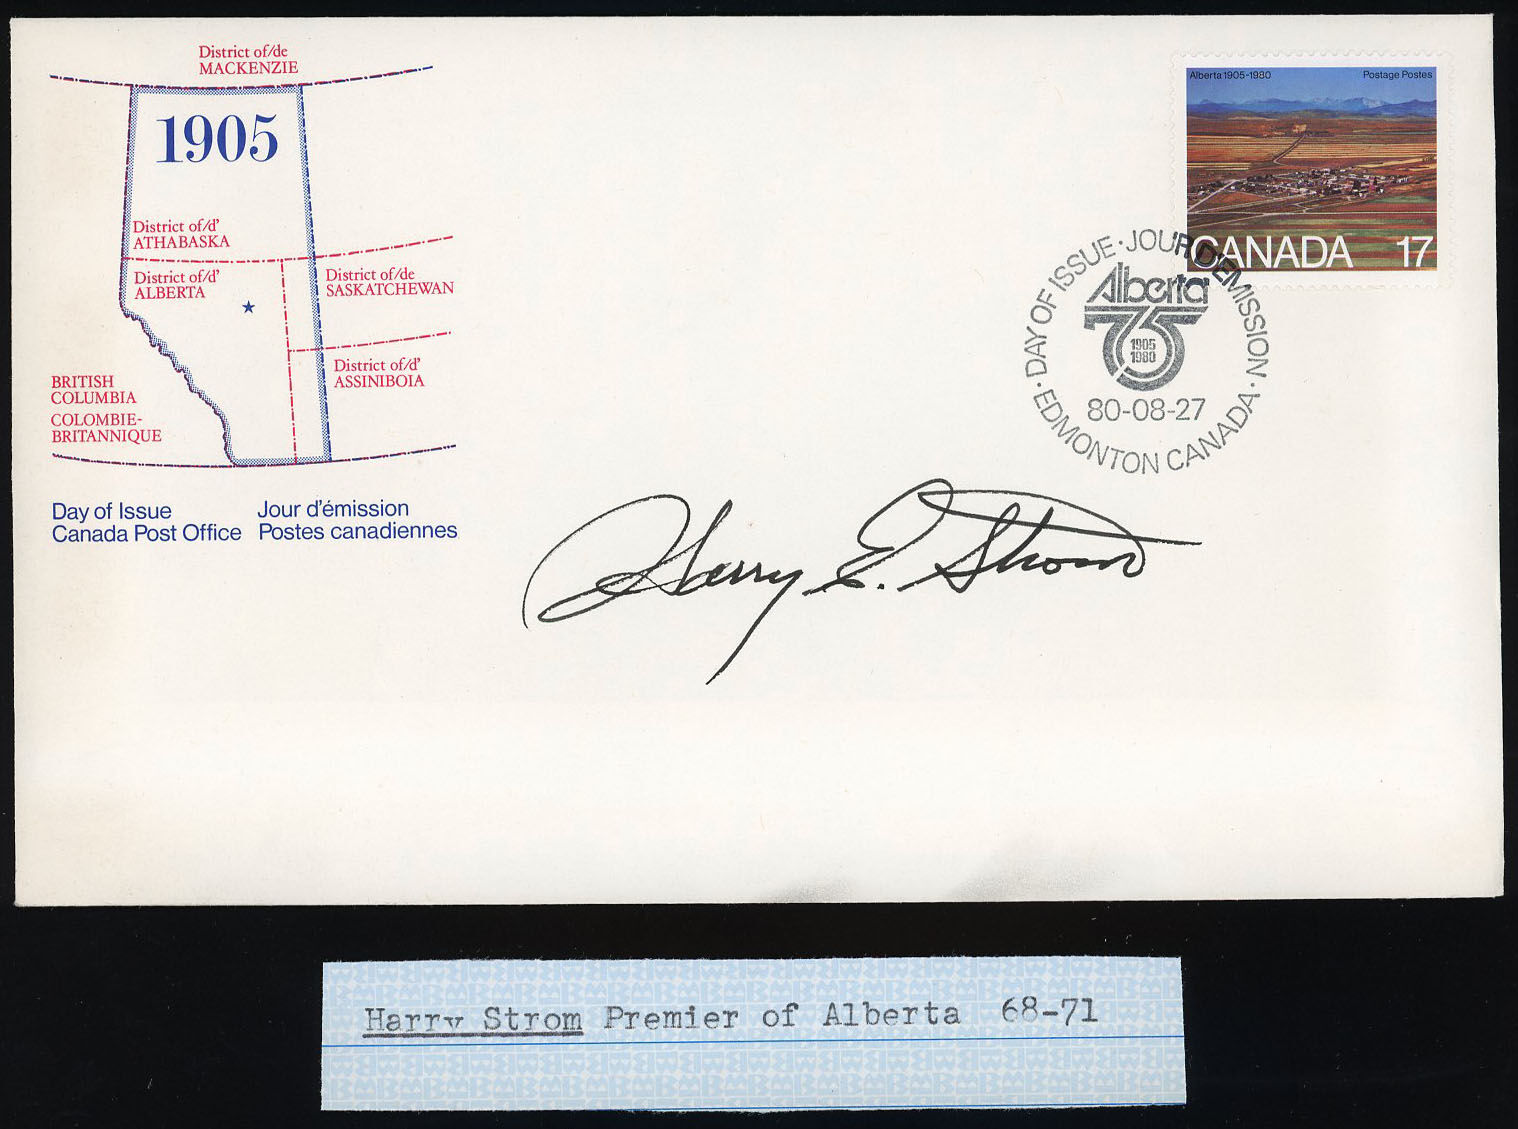 District of/de
MACKENZIE
1905
District of/d'
ATHABASKA
District of/d'
ALBERTA
District of/de
SASKATCHEWAN
District of/d'
ASSINIBOIA
BRITISH
COLUMBIA
COLOMBIE-
BRITANNIQUE
Day of Issue
Canada Post Office
Jour d'émission
Postes canadiennes
Alberta 1905-1980
Postage Postes
CANADA 17
·DAY OF ISSUE·JOUR D'EMISSION·
Alberta
75
1905
1980
80-08-27
EDMONTON CANADA
Harry E. Strom
Harry Strom Premier of Alberta 68-71